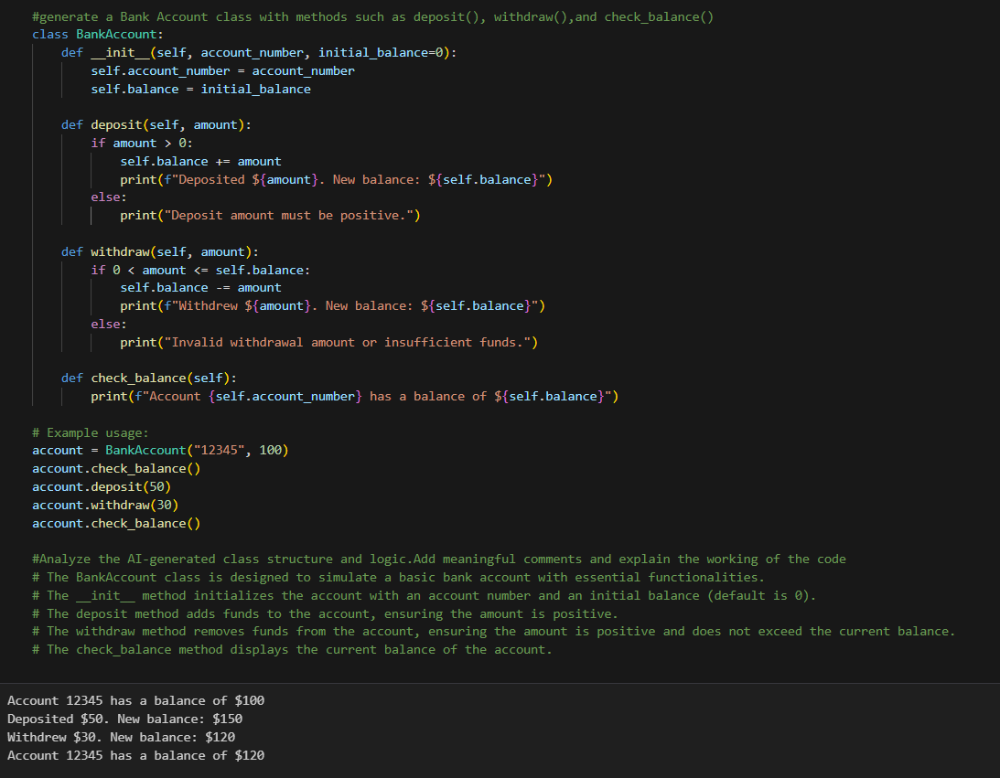 #generate a Bank Account class with methods such as deposit(), withdraw(),and check_balance()
class BankAccount:
    def __init__(self, account_number, initial_balance=0):
        self.account_number = account_number
        self.balance = initial_balance

    def deposit(self, amount):
        if amount > 0:
            self.balance += amount
            print(f"Deposited ${amount}. New balance: ${self.balance}")
        else:
            print("Deposit amount must be positive.")

    def withdraw(self, amount):
        if 0 < amount <= self.balance:
            self.balance -= amount
            print(f"Withdrew ${amount}. New balance: ${self.balance}")
        else:
            print("Invalid withdrawal amount or insufficient funds.")

    def check_balance(self):
        print(f"Account {self.account_number} has a balance of ${self.balance}")

# Example usage:
account = BankAccount("12345", 100)
account.check_balance()
account.deposit(50)
account.withdraw(30)
account.check_balance()

#Analyze the AI-generated class structure and logic.Add meaningful comments and explain the working of the code
# The BankAccount class is designed to simulate a basic bank account with essential functionalities.
# The __init__ method initializes the account with an account number and an initial balance (default is 0).
# The deposit method adds funds to the account, ensuring the amount is positive.
# The withdraw method removes funds from the account, ensuring the amount is positive and does not exceed the current balance.
# The check_balance method displays the current balance of the account.

Account 12345 has a balance of $100
Deposited $50. New balance: $150
Withdrew $30. New balance: $120
Account 12345 has a balance of $120